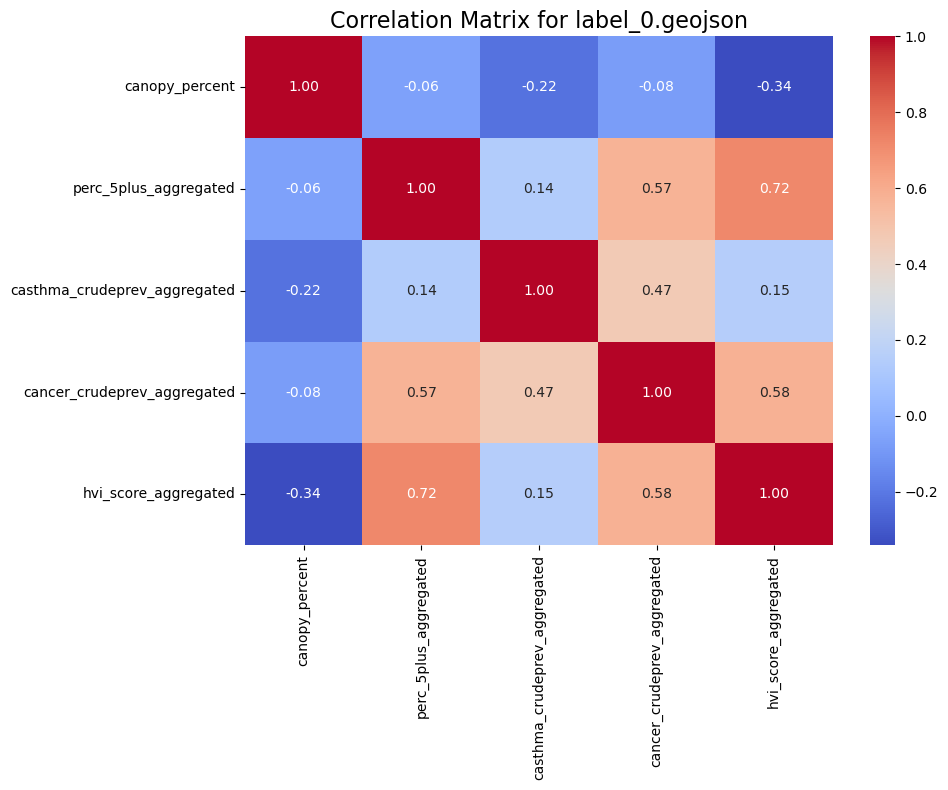 Correlation Matrix for label_0.geojson
canopy_percent 1.00 -0.06 -0.22 -0.08 -0.34
perc_5plus_aggregated -0.06 1.00 0.14 0.57 0.72
casthma_crudeprev_aggregated -0.22 0.14 1.00 0.47 0.15
cancer_crudeprev_aggregated -0.08 0.57 0.47 1.00 0.58
hvi_score_aggregated -0.34 0.72 0.15 0.58 1.00
canopy_percent
perc_5plus_aggregated
casthma_crudeprev_aggregated
cancer_crudeprev_aggregated
hvi_score_aggregated
1.0
0.8
0.6
0.4
0.2
0.0
−0.2